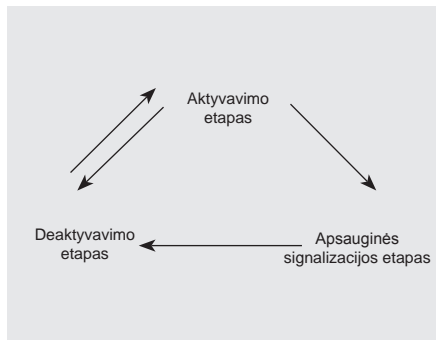 Aktyvavimo
etapas
Deaktyvavimo
etapas
Apsauginės
signalizacijos etapas